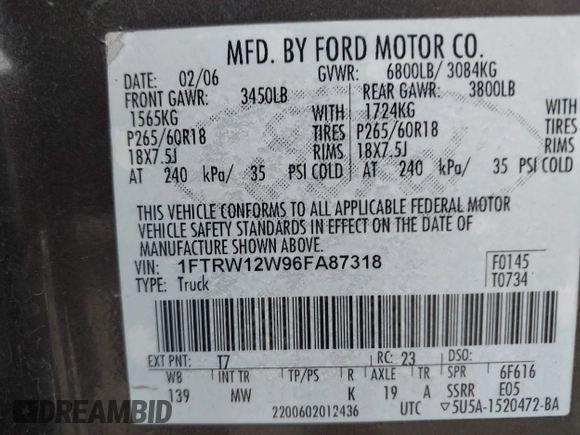 MFD. BY FORD MOTOR CO.
DATE: 02/06 GVWR: 6800LB/ 3084KG
FRONT GAWR: 3450LB REAR GAWR: 3800LB
1565KG WITH 1724KG WITH
P265/60R18 TIRES P265/60R18 TIRES
18X7.5J RIMS 18X7.5J RIMS
AT 240 kPa/ 35 PSI COLD AT 240 kPa/ 35 PSI COLD
THIS VEHICLE CONFORMS TO ALL APPLICABLE FEDERAL MOTOR
VEHICLE SAFETY STANDARDS IN EFFECT ON THE DATE OF
MANUFACTURE SHOWN ABOVE.
VIN: 1FTRW12W96FA87318 F0145
TYPE: Truck T0734
EXT PNT: T7 RC: 23 DSO:
WB INT TR TP/PS R AXLE TR SPR 6F616
139 MW K 19 A SSRR E05
2200602012436 UTC ▽5U5A-1520472-BA
RIDEAMBID